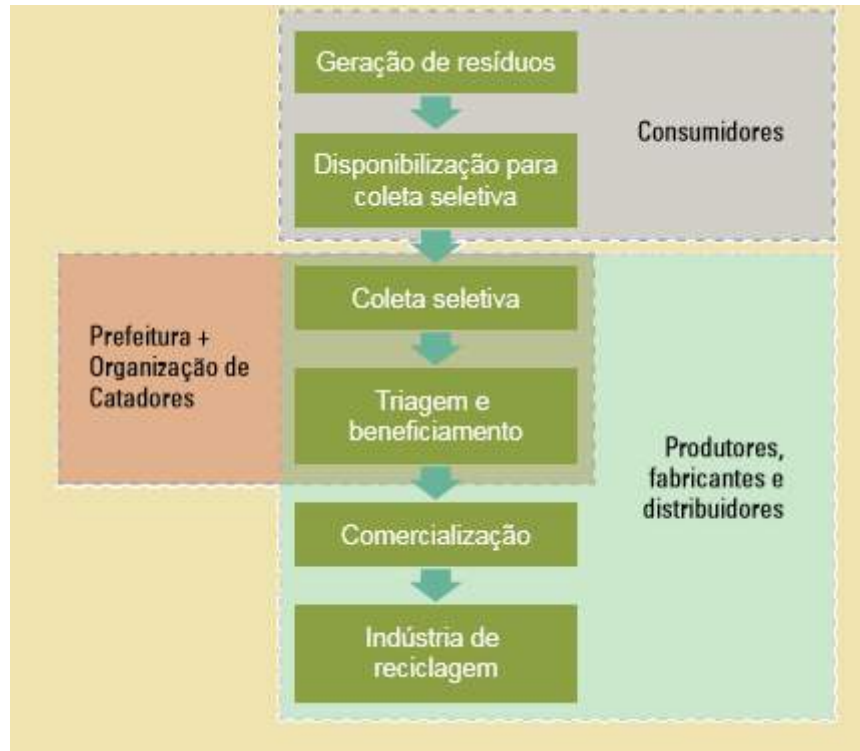 Geração de resíduos
Consumidores
Disponibilização para
coleta seletiva
Coleta seletiva
Prefeitura +
Organização de
Catadores
Triagem e
beneficiamento
Produtores,
fabricantes e
distribuidores
Comercialização
Indústria de
reciclagem